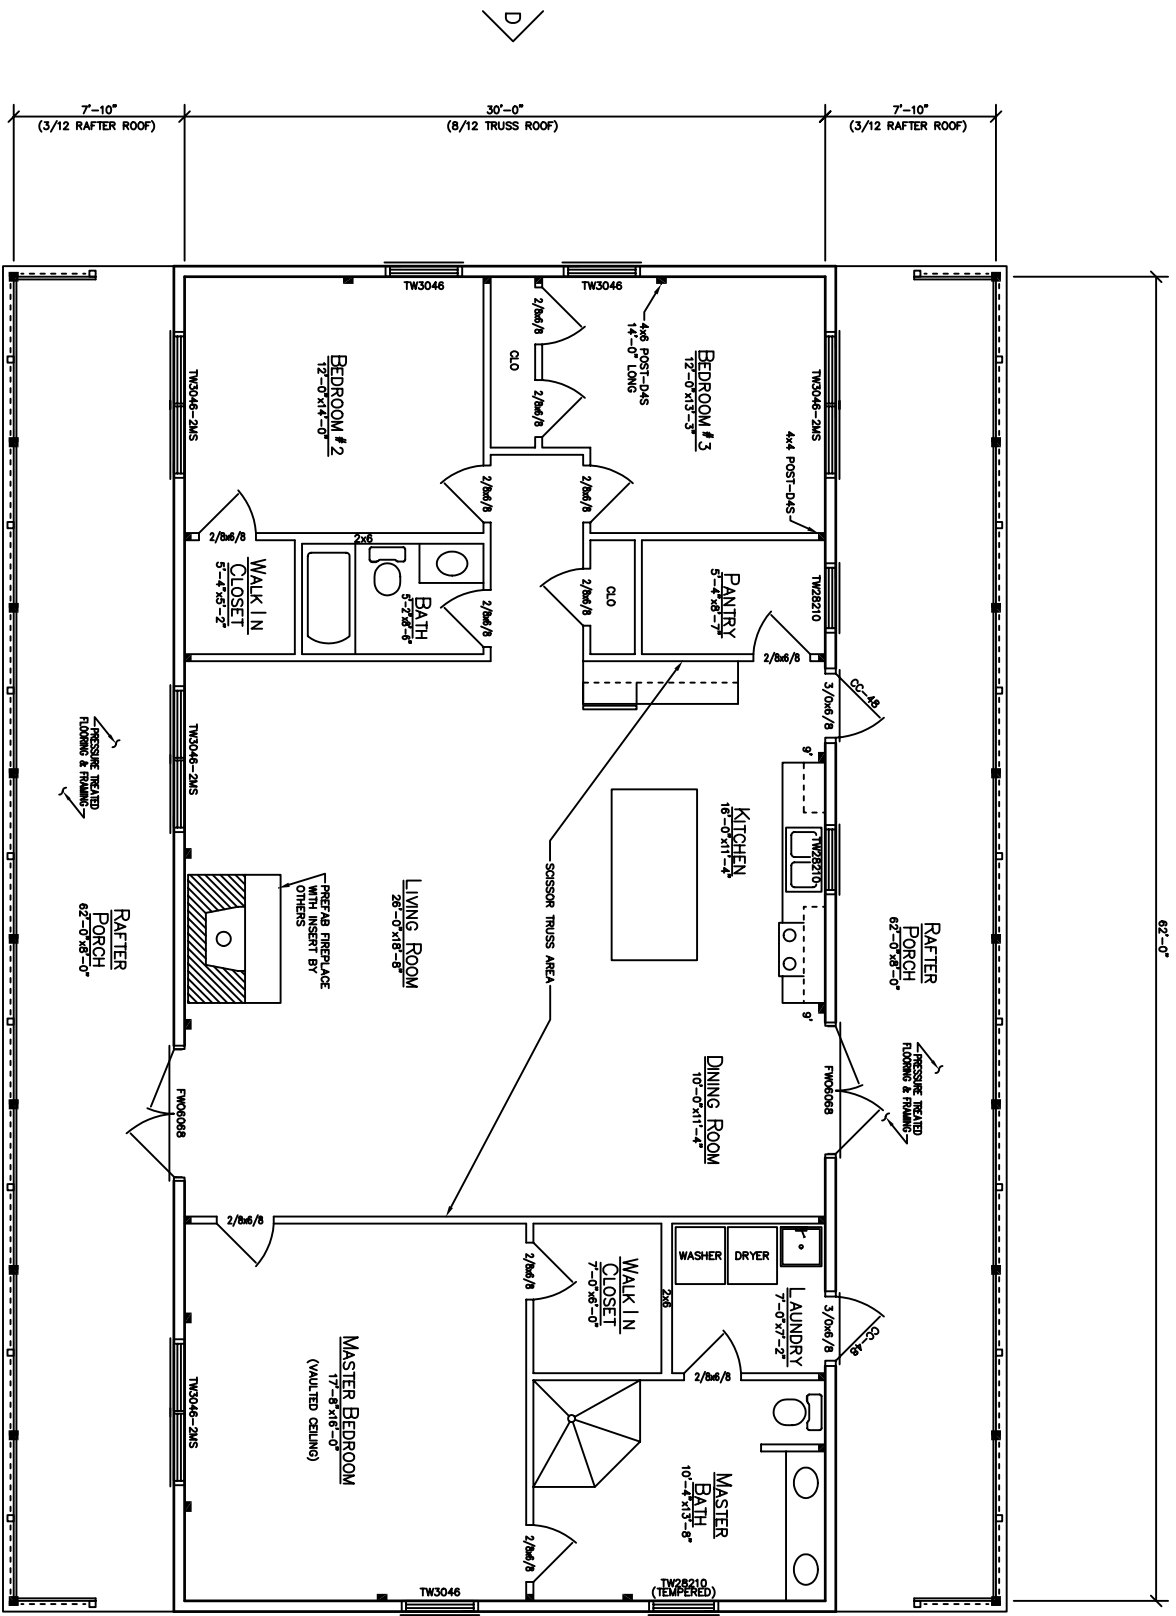 D
7'-10"
(3/12 RAFTER ROOF)
30'-0"
(8/12 TRUSS ROOF)
7'-10"
(3/12 RAFTER ROOF)
62'-0"
TW3046
TW3046
TW3046-2MS
BEDROOM #2
12'-0"x14'-0"
CLO
2/8x6/8
2/8x6/8
4x6 POST-D4S
14'-0" LONG
BEDROOM #3
12'-0"x13'-3"
TW3046-2MS
4x4 POST-D4S
2/8x6/8
2/8x6/8
2/8x6/8
2x6
WALK IN
CLOSET
5'-4"x5'-2"
BATH
5'-2"x8'-6"
2/8x6/8
2/8x6/8
CLO
PANTRY
5'-4"x8'-7"
TW28210
2/8x6/8
3/0x6/8
CC-48
PRESSURE TREATED
FLOORING & FRAMING
RAFTER
PORCH
62'-0"x8'-0"
TW3046-2MS
PREFAB FIREPLACE
WITH INSERT BY
OTHERS
LIVING ROOM
26'-0"x18'-8"
SCISSOR TRUSS AREA
KITCHEN
16'-0"x11'-4"
9'
TW28210
9'
RAFTER
PORCH
62'-0"x8'-0"
PRESSURE TREATED
FLOORING & FRAMING
DINING ROOM
10'-0"x11'-4"
FWO6068
FWO6068
2/8x6/8
2/8x6/8
WALK IN
CLOSET
7'-0"x6'-0"
2x6
WASHER
DRYER
LAUNDRY
7'-0"x7'-2"
3/0x6/8
CC-48
2/8x6/8
TW3046-2MS
MASTER BEDROOM
17'-8"x16'-0"
(VAULTED CEILING)
MASTER
BATH
10'-4"x13'-8"
2/8x6/8
TW3046
TW28210
(TEMPERED)